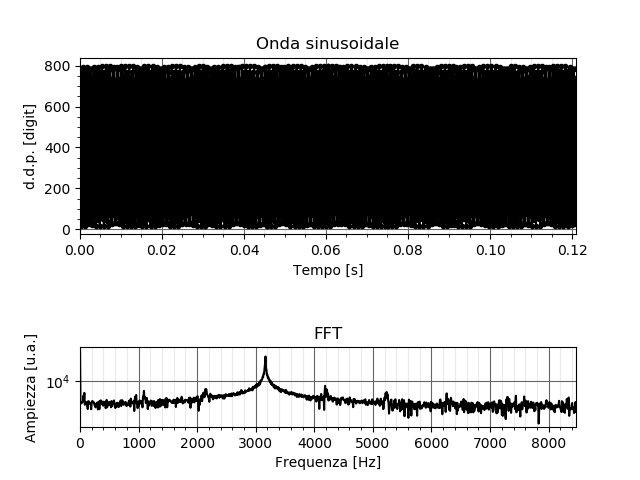 Onda sinusoidale
d.d.p. [digit]
800
600
400
200
0
0.00 0.02 0.04 0.06 0.08 0.10 0.12
Tempo [s]
FFT
Ampiezza [u.a.]
10⁴
0 1000 2000 3000 4000 5000 6000 7000 8000
Frequenza [Hz]